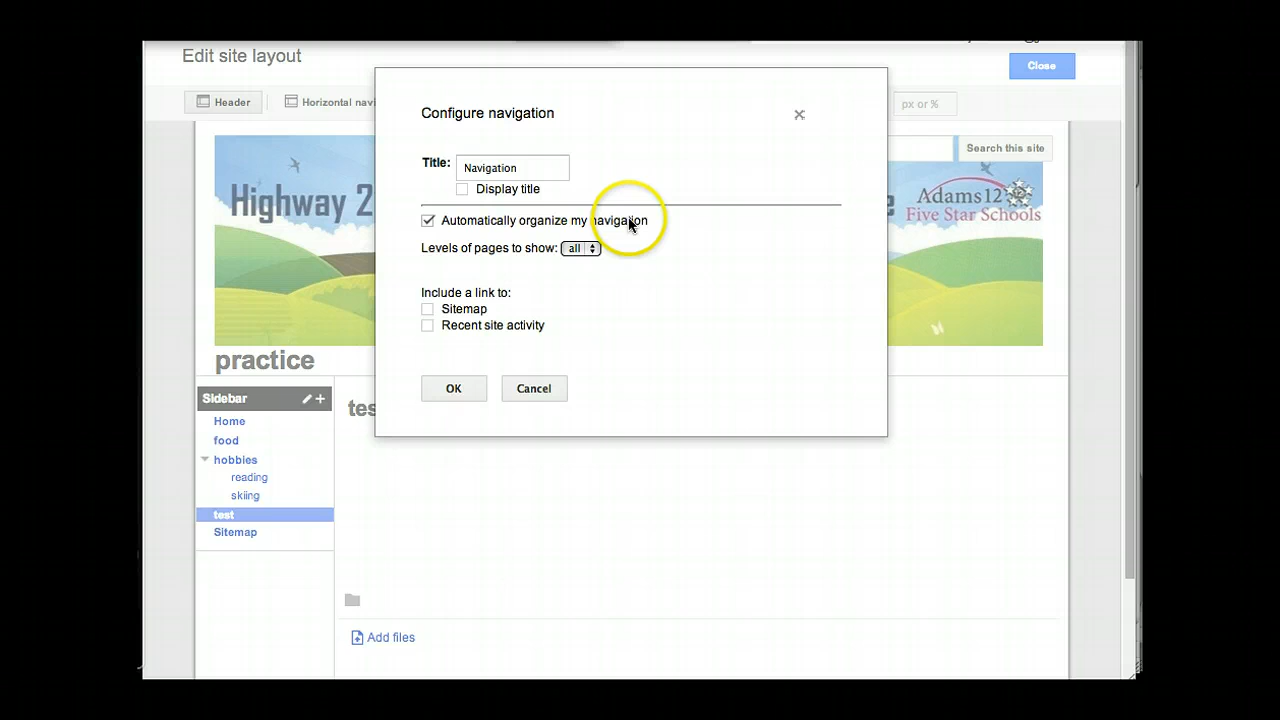 Edit site layout
Close
Header
Horizontal navi
px or %
Configure navigation
Title: Navigation
Display title
Automatically organize my navigation
Levels of pages to show: all
Include a link to:
Sitemap
Recent site activity
OK Cancel
Search this site
Highway 2
e
Adams12
Five Star Schools
practice
Sidebar
tes
Home
food
hobbies
reading
skiing
test
Sitemap
Add files